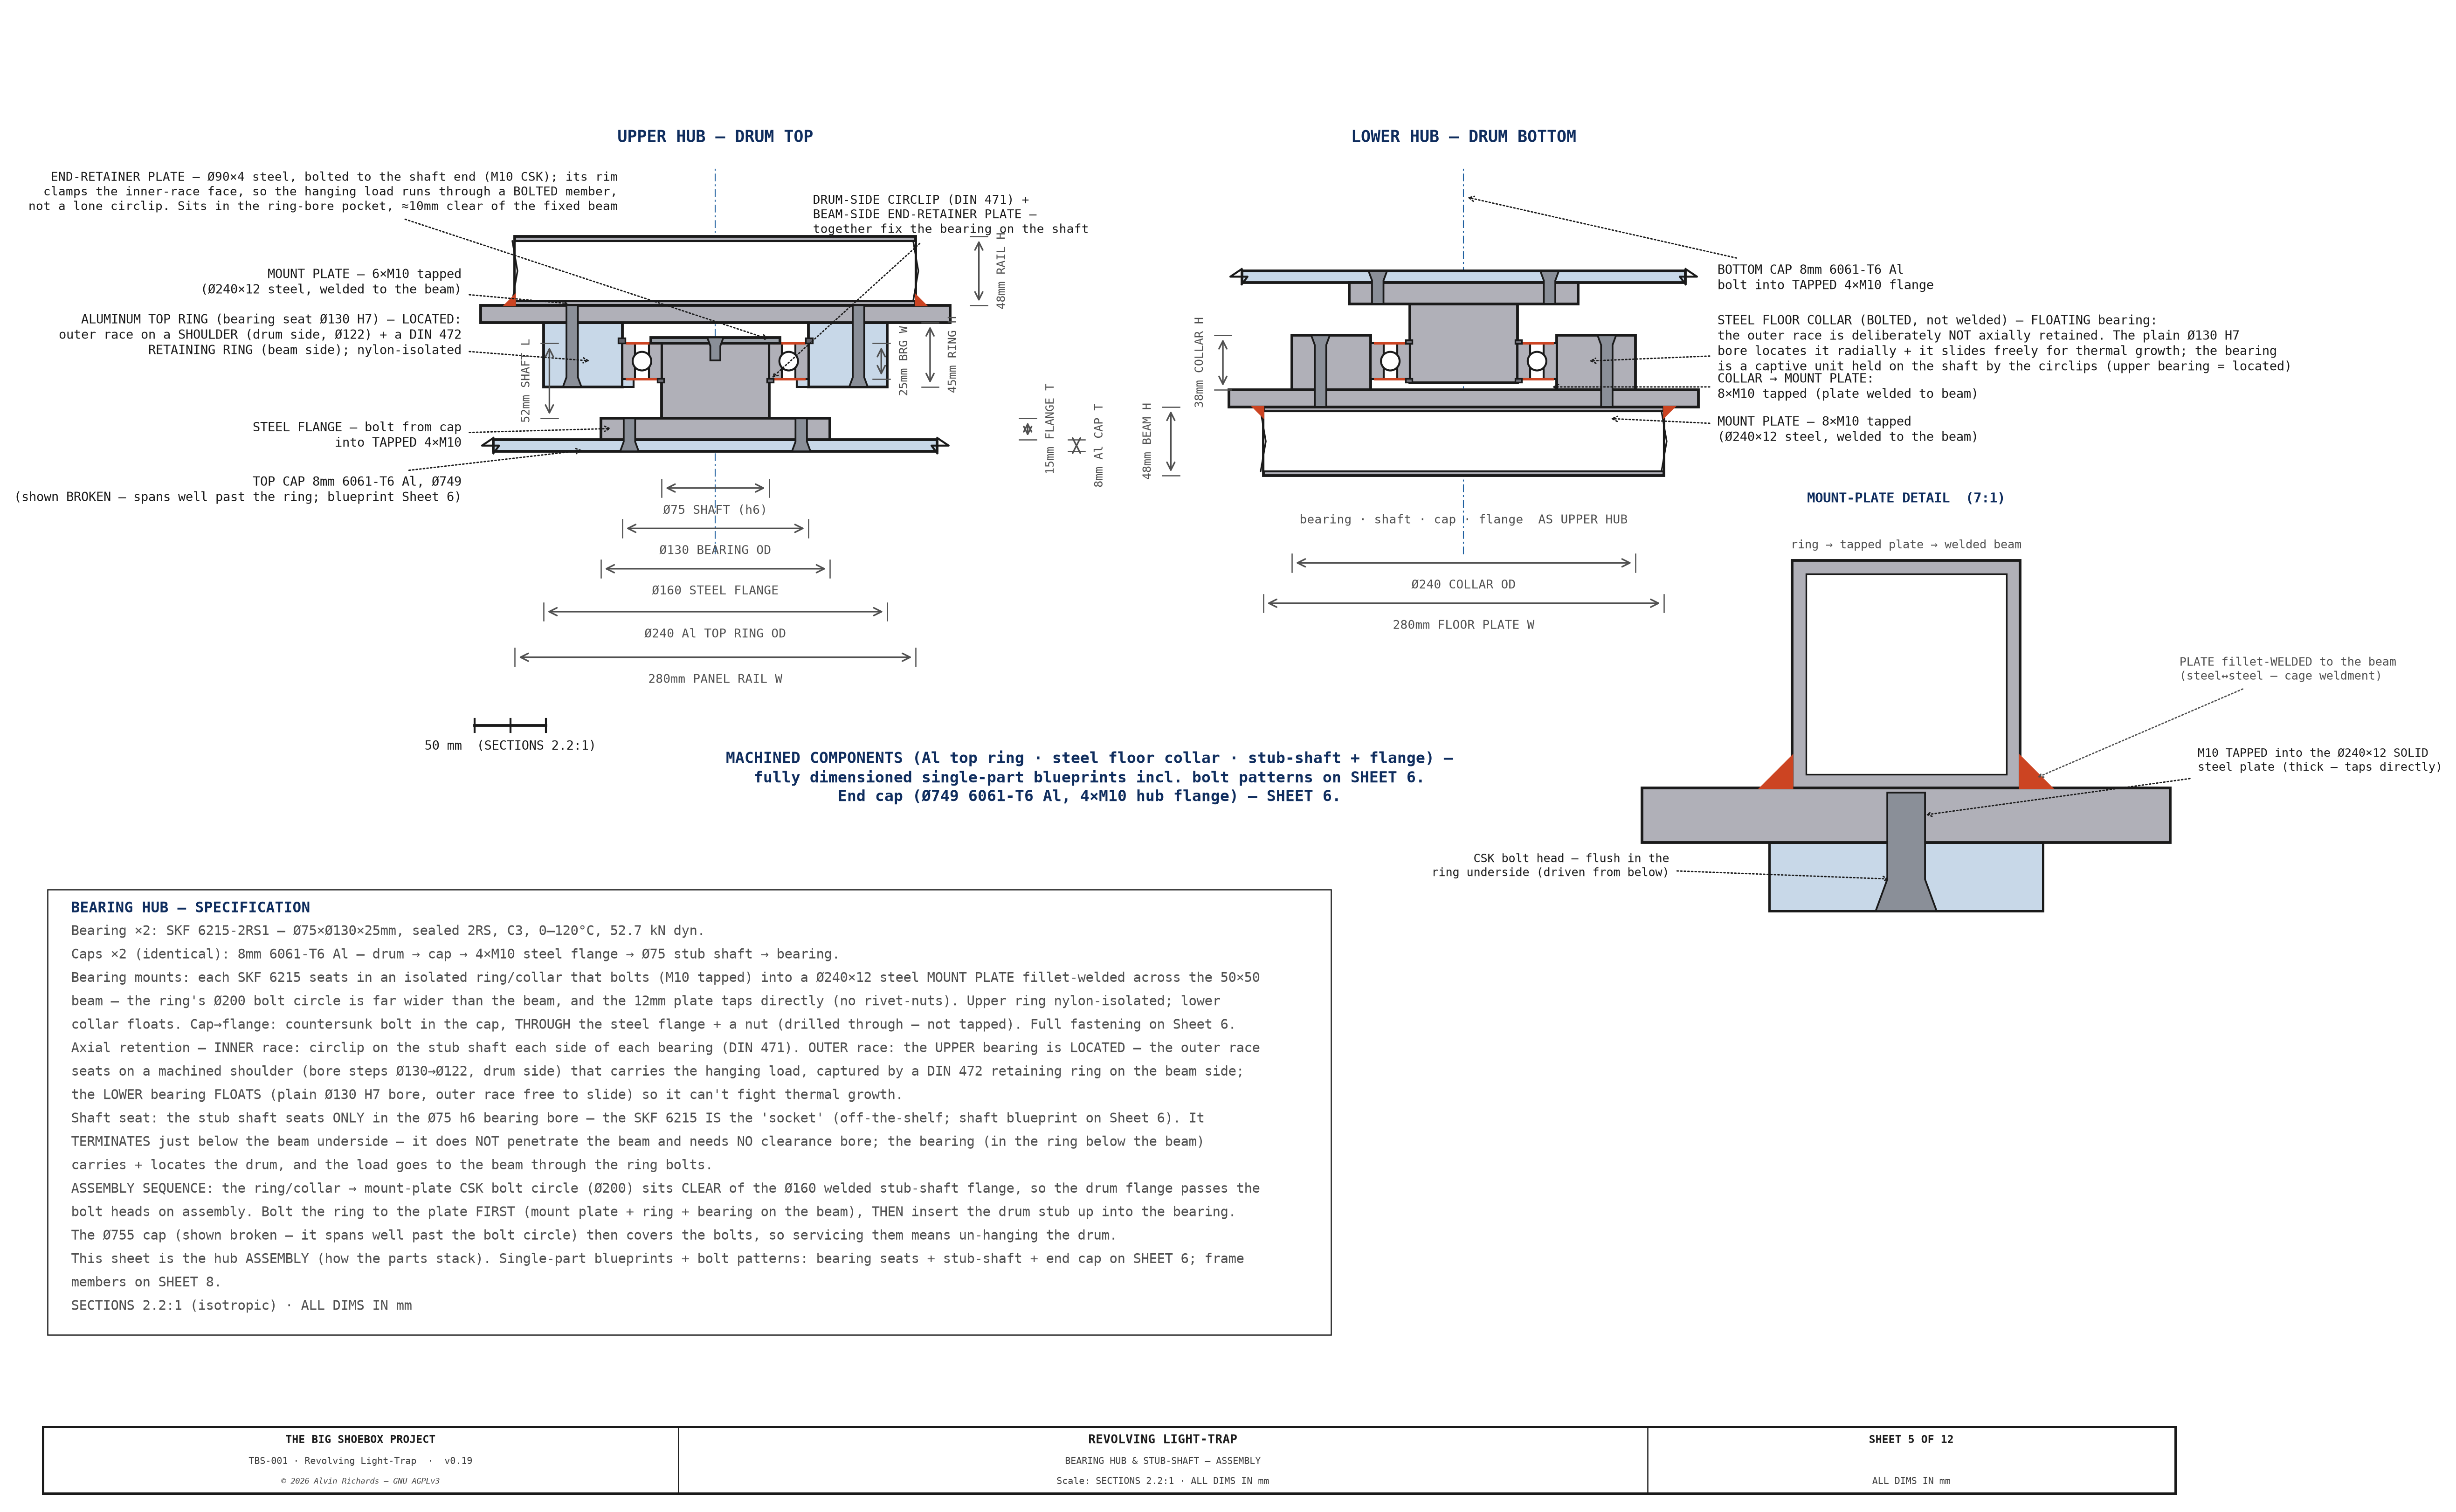 UPPER HUB — DRUM TOP
LOWER HUB — DRUM BOTTOM
END-RETAINER PLATE — Ø90×4 steel, bolted to the shaft end (M10 CSK); its rim
clamps the inner-race face, so the hanging load runs through a BOLTED member,
not a lone circlip. Sits in the ring-bore pocket, ≈10mm clear of the fixed beam
DRUM-SIDE CIRCLIP (DIN 471) +
BEAM-SIDE END-RETAINER PLATE —
together fix the bearing on the shaft
MOUNT PLATE — 6×M10 tapped
(Ø240×12 steel, welded to the beam)
ALUMINUM TOP RING (bearing seat Ø130 H7) — LOCATED:
outer race on a SHOULDER (drum side, Ø122) + a DIN 472
RETAINING RING (beam side); nylon-isolated
STEEL FLANGE — bolt from cap
into TAPPED 4×M10
TOP CAP 8mm 6061-T6 Al, Ø749
(shown BROKEN — spans well past the ring; blueprint Sheet 6)
52mm SHAFT L
25mm BRG W
45mm RING H
48mm RAIL H
15mm FLANGE T
8mm Al CAP T
48mm BEAM H
38mm COLLAR H
BOTTOM CAP 8mm 6061-T6 Al
bolt into TAPPED 4×M10 flange
STEEL FLOOR COLLAR (BOLTED, not welded) — FLOATING bearing:
the outer race is deliberately NOT axially retained. The plain Ø130 H7
bore locates it radially + it slides freely for thermal growth; the bearing
is a captive unit held on the shaft by the circlips (upper bearing = located)
COLLAR → MOUNT PLATE:
8×M10 tapped (plate welded to beam)
MOUNT PLATE — 8×M10 tapped
(Ø240×12 steel, welded to the beam)
Ø75 SHAFT (h6)
Ø130 BEARING OD
Ø160 STEEL FLANGE
Ø240 Al TOP RING OD
280mm PANEL RAIL W
bearing · shaft · cap · flange  AS UPPER HUB
Ø240 COLLAR OD
280mm FLOOR PLATE W
MOUNT-PLATE DETAIL  (7:1)
ring → tapped plate → welded beam
PLATE fillet-WELDED to the beam
(steel↔steel — cage weldment)
M10 TAPPED into the Ø240×12 SOLID
steel plate (thick — taps directly)
CSK bolt head — flush in the
ring underside (driven from below)
50 mm  (SECTIONS 2.2:1)
MACHINED COMPONENTS (Al top ring · steel floor collar · stub-shaft + flange) —
fully dimensioned single-part blueprints incl. bolt patterns on SHEET 6.
End cap (Ø749 6061-T6 Al, 4×M10 hub flange) — SHEET 6.
BEARING HUB — SPECIFICATION
Bearing ×2: SKF 6215-2RS1 — Ø75×Ø130×25mm, sealed 2RS, C3, 0–120°C, 52.7 kN dyn.
Caps ×2 (identical): 8mm 6061-T6 Al — drum → cap → 4×M10 steel flange → Ø75 stub shaft → bearing.
Bearing mounts: each SKF 6215 seats in an isolated ring/collar that bolts (M10 tapped) into a Ø240×12 steel MOUNT PLATE fillet-welded across the 50×50
beam — the ring's Ø200 bolt circle is far wider than the beam, and the 12mm plate taps directly (no rivet-nuts). Upper ring nylon-isolated; lower
collar floats. Cap→flange: countersunk bolt in the cap, THROUGH the steel flange + a nut (drilled through — not tapped). Full fastening on Sheet 6.
Axial retention — INNER race: circlip on the stub shaft each side of each bearing (DIN 471). OUTER race: the UPPER bearing is LOCATED — the outer race
seats on a machined shoulder (bore steps Ø130→Ø122, drum side) that carries the hanging load, captured by a DIN 472 retaining ring on the beam side;
the LOWER bearing FLOATS (plain Ø130 H7 bore, outer race free to slide) so it can't fight thermal growth.
Shaft seat: the stub shaft seats ONLY in the Ø75 h6 bearing bore — the SKF 6215 IS the 'socket' (off-the-shelf; shaft blueprint on Sheet 6). It
TERMINATES just below the beam underside — it does NOT penetrate the beam and needs NO clearance bore; the bearing (in the ring below the beam)
carries + locates the drum, and the load goes to the beam through the ring bolts.
ASSEMBLY SEQUENCE: the ring/collar → mount-plate CSK bolt circle (Ø200) sits CLEAR of the Ø160 welded stub-shaft flange, so the drum flange passes the
bolt heads on assembly. Bolt the ring to the plate FIRST (mount plate + ring + bearing on the beam), THEN insert the drum stub up into the bearing.
The Ø755 cap (shown broken — it spans well past the bolt circle) then covers the bolts, so servicing them means un-hanging the drum.
This sheet is the hub ASSEMBLY (how the parts stack). Single-part blueprints + bolt patterns: bearing seats + stub-shaft + end cap on SHEET 6; frame
members on SHEET 8.
SECTIONS 2.2:1 (isotropic) · ALL DIMS IN mm
THE BIG SHOEBOX PROJECT
TBS-001 · Revolving Light-Trap  ·  v0.19
© 2026 Alvin Richards — GNU AGPLv3
REVOLVING LIGHT-TRAP
BEARING HUB & STUB-SHAFT — ASSEMBLY
Scale: SECTIONS 2.2:1 · ALL DIMS IN mm
SHEET 5 OF 12
ALL DIMS IN mm